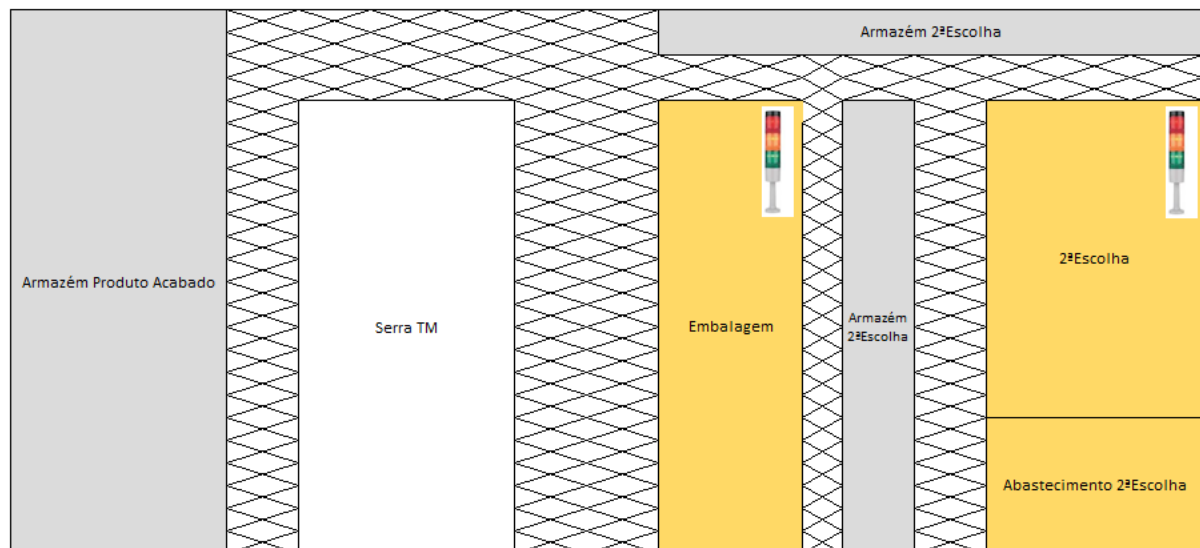 Armazém 2ªEscolha
Armazém Produto Acabado
Serra TM
Embalagem
Armazém
2ªEscolha
2ªEscolha
Abastecimento 2ªEscolha